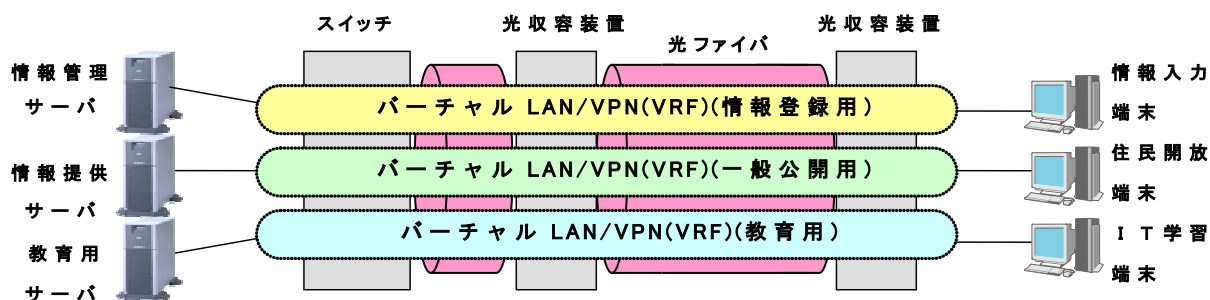 スイッチ
光収容装置
光収容装置
光ファイバ
情報管理
サーバ
バーチャル LAN/VPN(VRF)(情報登録用)
情報入力
端末
情報提供
サーバ
バーチャル LAN/VPN(VRF)(一般公開用)
住民開放
端末
教育用
サーバ
バーチャル LAN/VPN(VRF)(教育用)
IT学習
端末